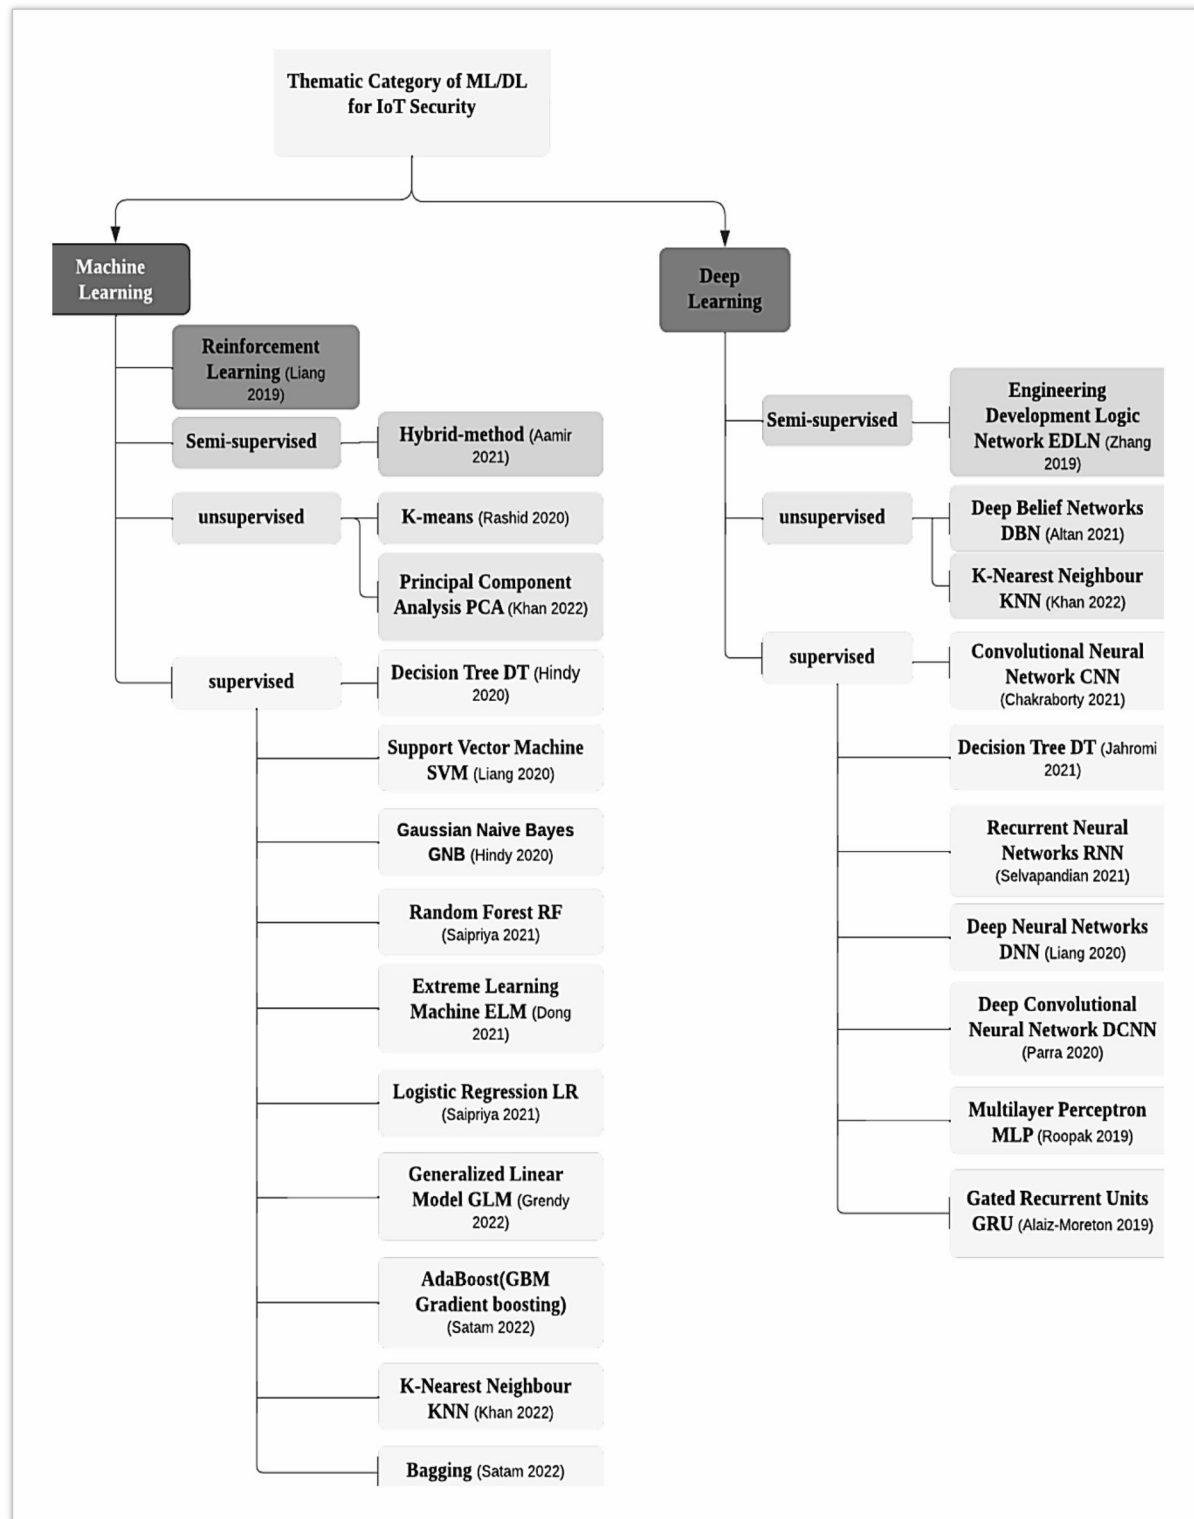 Thematic Category of ML/DL
for IoT Security
Machine
Learning
Reinforcement
Learning (Liang
2019)
Semi-supervised
Hybrid-method (Aamir
2021)
unsupervised
K-means (Rashid 2020)
Principal Component
Analysis PCA (Khan 2022)
supervised
Decision Tree DT (Hindy
2020)
Support Vector Machine
SVM (Liang 2020)
Gaussian Naive Bayes
GNB (Hindy 2020)
Random Forest RF
(Saipriya 2021)
Extreme Learning
Machine ELM (Dong
2021)
Logistic Regression LR
(Saipriya 2021)
Generalized Linear
Model GLM (Grendy
2022)
AdaBoost(GBM
Gradient boosting)
(Satam 2022)
K-Nearest Neighbour
KNN (Khan 2022)
Bagging (Satam 2022)
Deep
Learning
Semi-supervised
Engineering
Development Logic
Network EDLN (Zhang
2019)
unsupervised
Deep Belief Networks
DBN (Altan 2021)
K-Nearest Neighbour
KNN (Khan 2022)
supervised
Convolutional Neural
Network CNN
(Chakraborty 2021)
Decision Tree DT (Jahromi
2021)
Recurrent Neural
Networks RNN
(Selvapandian 2021)
Deep Neural Networks
DNN (Liang 2020)
Deep Convolutional
Neural Network DCNN
(Parra 2020)
Multilayer Perceptron
MLP (Roopak 2019)
Gated Recurrent Units
GRU (Alaiz-Moreton 2019)